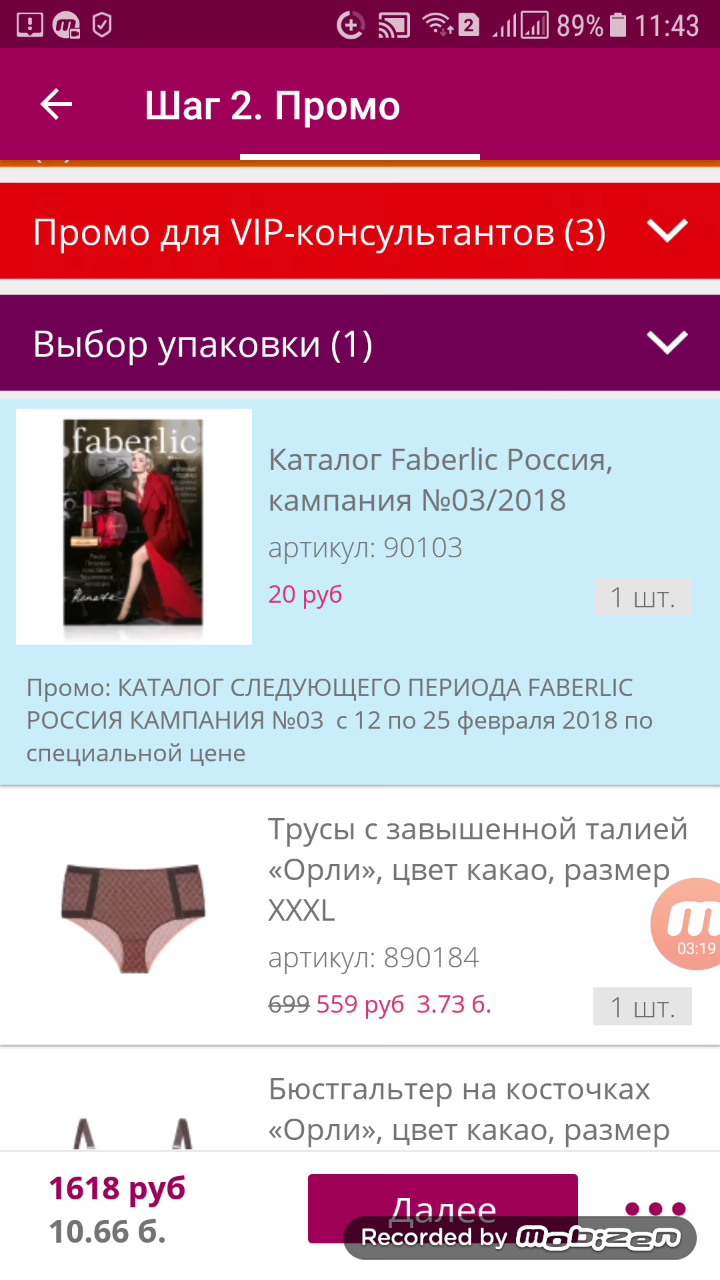 2 89% 11:43
Шаг 2. Промо
Промо для VIP-консультантов (3)
Выбор упаковки (1)
faberlic
Renata
Каталог Faberlic Россия,
кампания №03/2018
артикул: 90103
20 руб
1 шт.
Промо: КАТАЛОГ СЛЕДУЮЩЕГО ПЕРИОДА FABERLIC
РОССИЯ КАМПАНИЯ №03 с 12 по 25 февраля 2018 по
специальной цене
Трусы с завышенной талией
«Орли», цвет какао, размер
XXXL
артикул: 890184
699 559 руб 3.73 б.
1 шт.
03:19
Бюстгальтер на косточках
«Орли», цвет какао, размер
1618 руб
10.66 б.
Далее
Recorded by mobizen